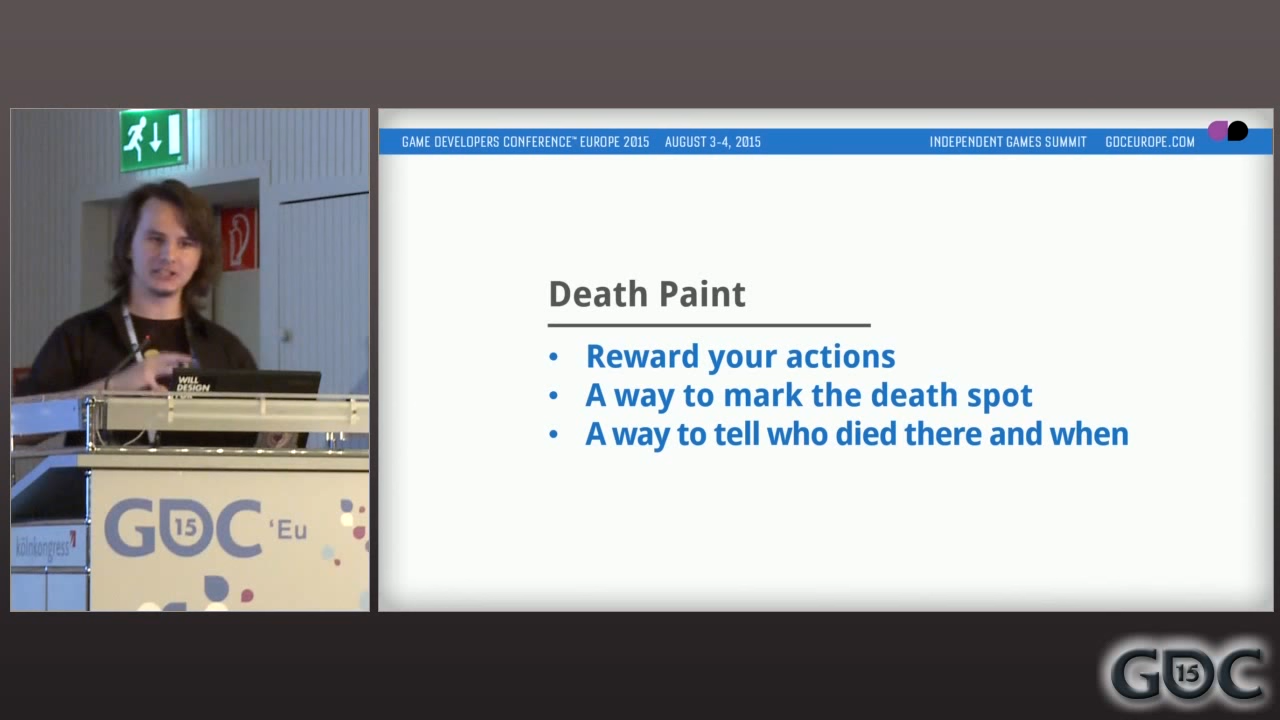 GAME DEVELOPERS CONFERENCE™ EUROPE 2015 AUGUST 3-4, 2015 INDEPENDENT GAMES SUMMIT GDCEUROPE.COM
Death Paint
• Reward your actions
• A way to mark the death spot
• A way to tell who died there and when
WILL
DESIGN
GDC 15 'Eu
kölnkongress
GDC 15